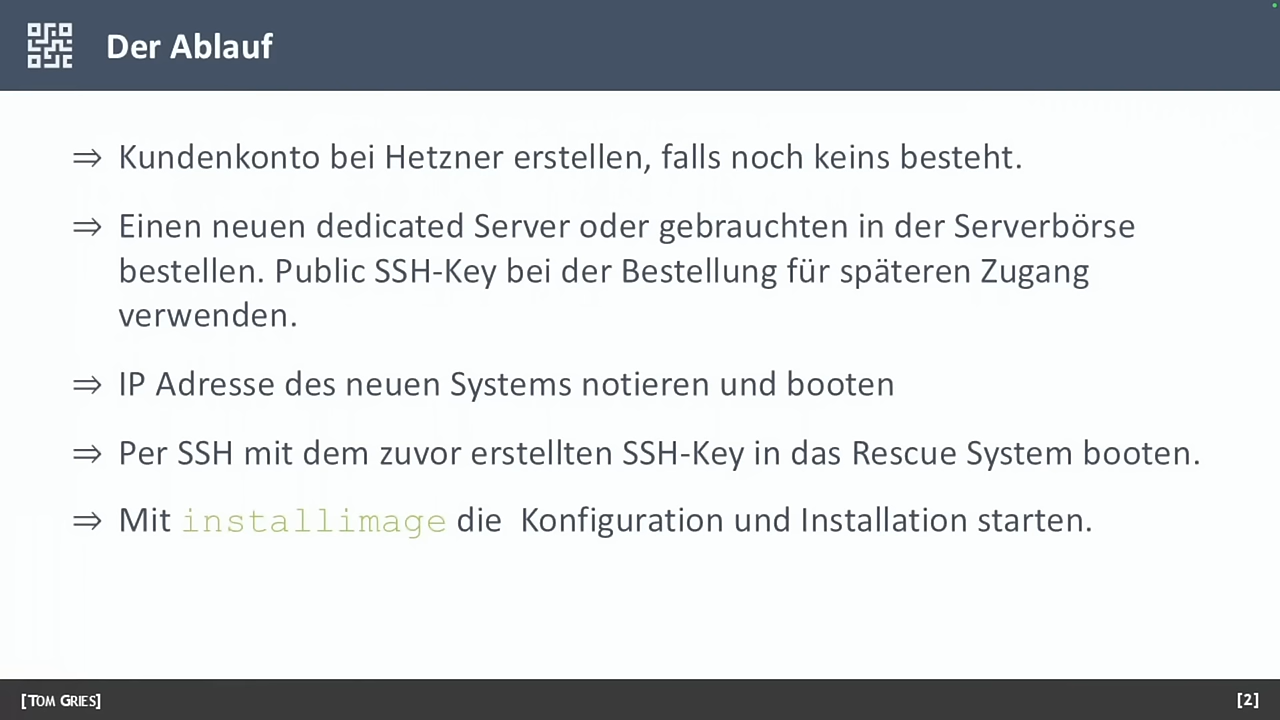 Der Ablauf
⇒ Kundenkonto bei Hetzner erstellen, falls noch keins besteht.
⇒ Einen neuen dedicated Server oder gebrauchten in der Serverbörse
bestellen. Public SSH-Key bei der Bestellung für späteren Zugang
verwenden.
⇒ IP Adresse des neuen Systems notieren und booten
⇒ Per SSH mit dem zuvor erstellten SSH-Key in das Rescue System booten.
⇒ Mit installimage die  Konfiguration und Installation starten.
[TOM GRIES]
[2]